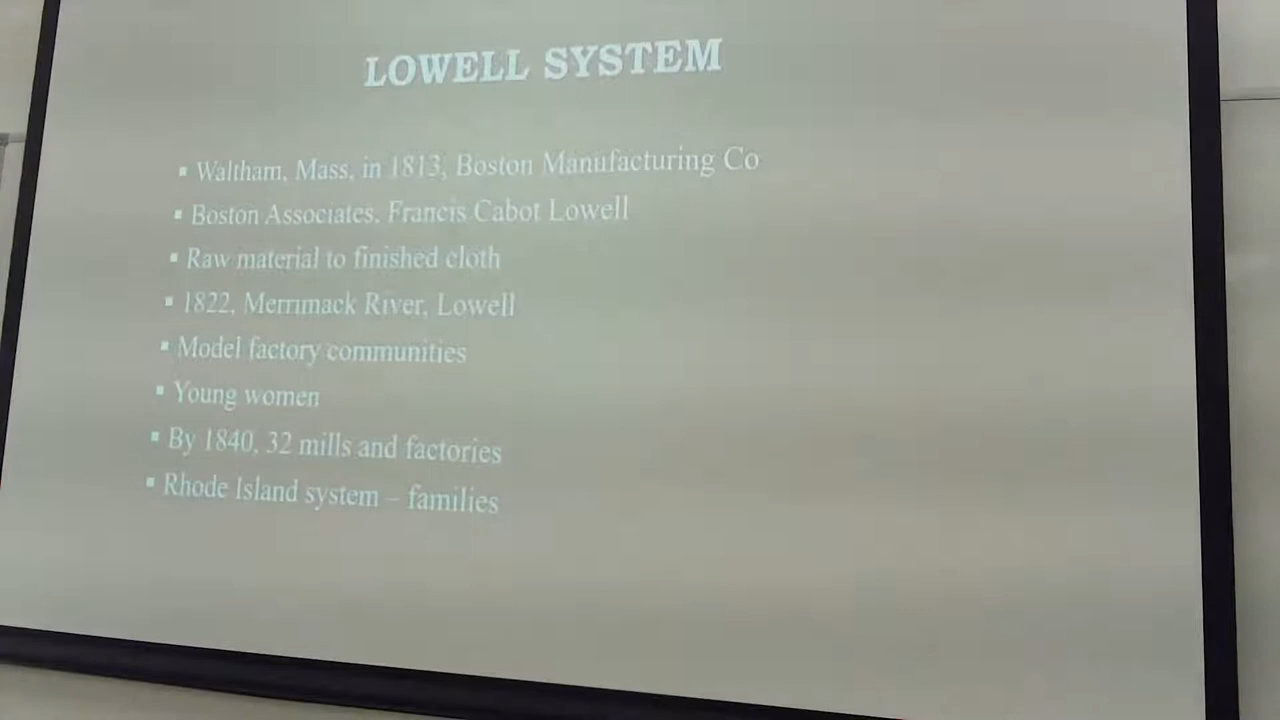 LOWELL SYSTEM
▪ Waltham, Mass. in 1813, Boston Manufacturing Co
▪ Boston Associates, Francis Cabot Lowell
▪ Raw material to finished cloth
▪ 1822, Merrimack River, Lowell
▪ Model factory communities
▪ Young women
▪ By 1840, 32 mills and factories
▪ Rhode Island system – families